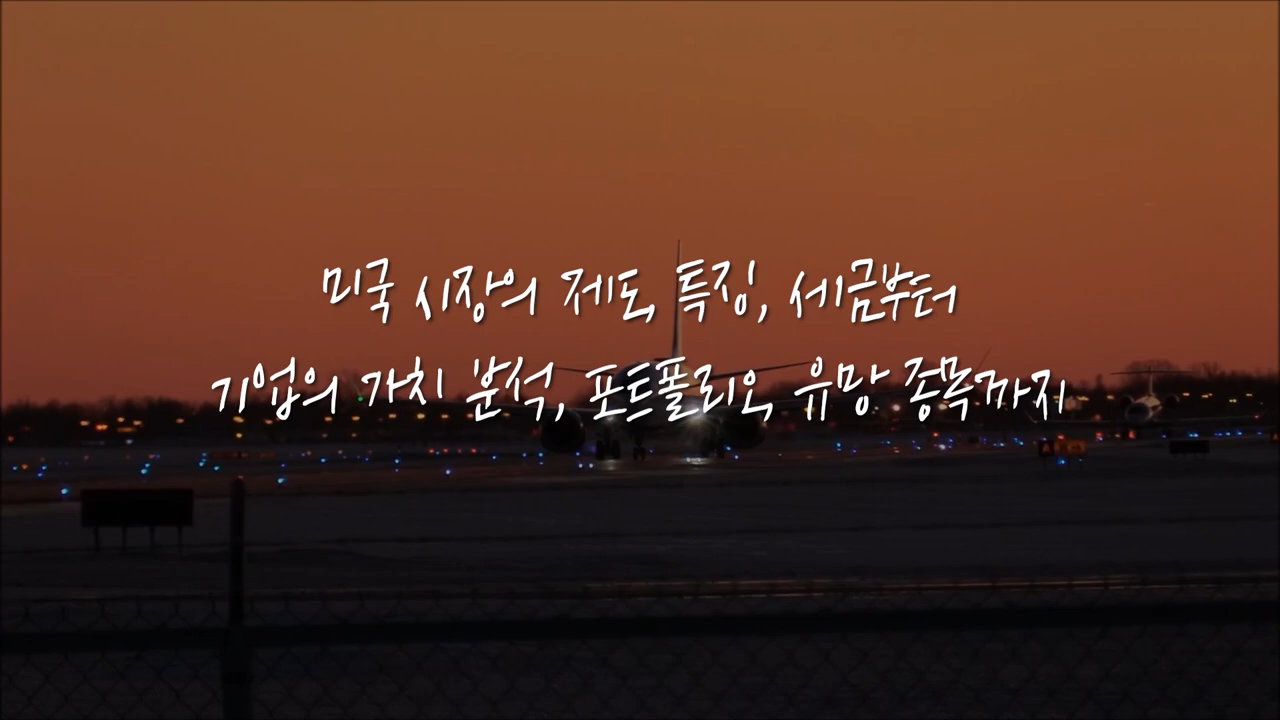 미국 시장의 제도, 특징, 세금부터
기업의 가치 분석, 포트폴리오, 유망 종목까지